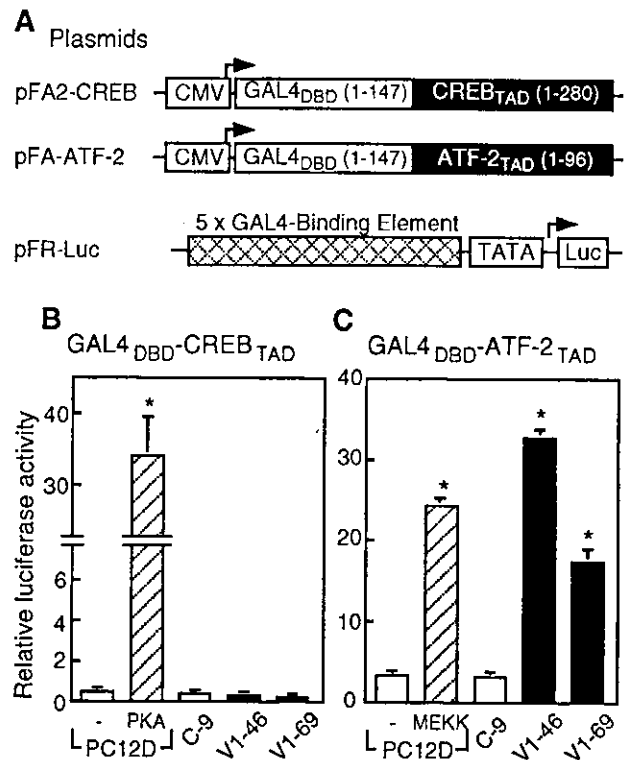 A
Plasmids
pFA2-CREB CMV GAL4DBD (1-147) CREBTAD (1-280)
pFA-ATF-2 CMV GAL4DBD (1-147) ATF-2TAD (1-96)
5 x GAL4-Binding Element
pFR-Luc TATA Luc
B
GAL4DBD-CREBTAD
Relative luciferase activity
40
30
6
4
2
0
*
- PKA C-9 V1-46 V1-69
PC12D
C
GAL4DBD-ATF-2TAD
40
30
20
10
0
* * *
- MEKK C-9 V1-46 V1-69
PC12D